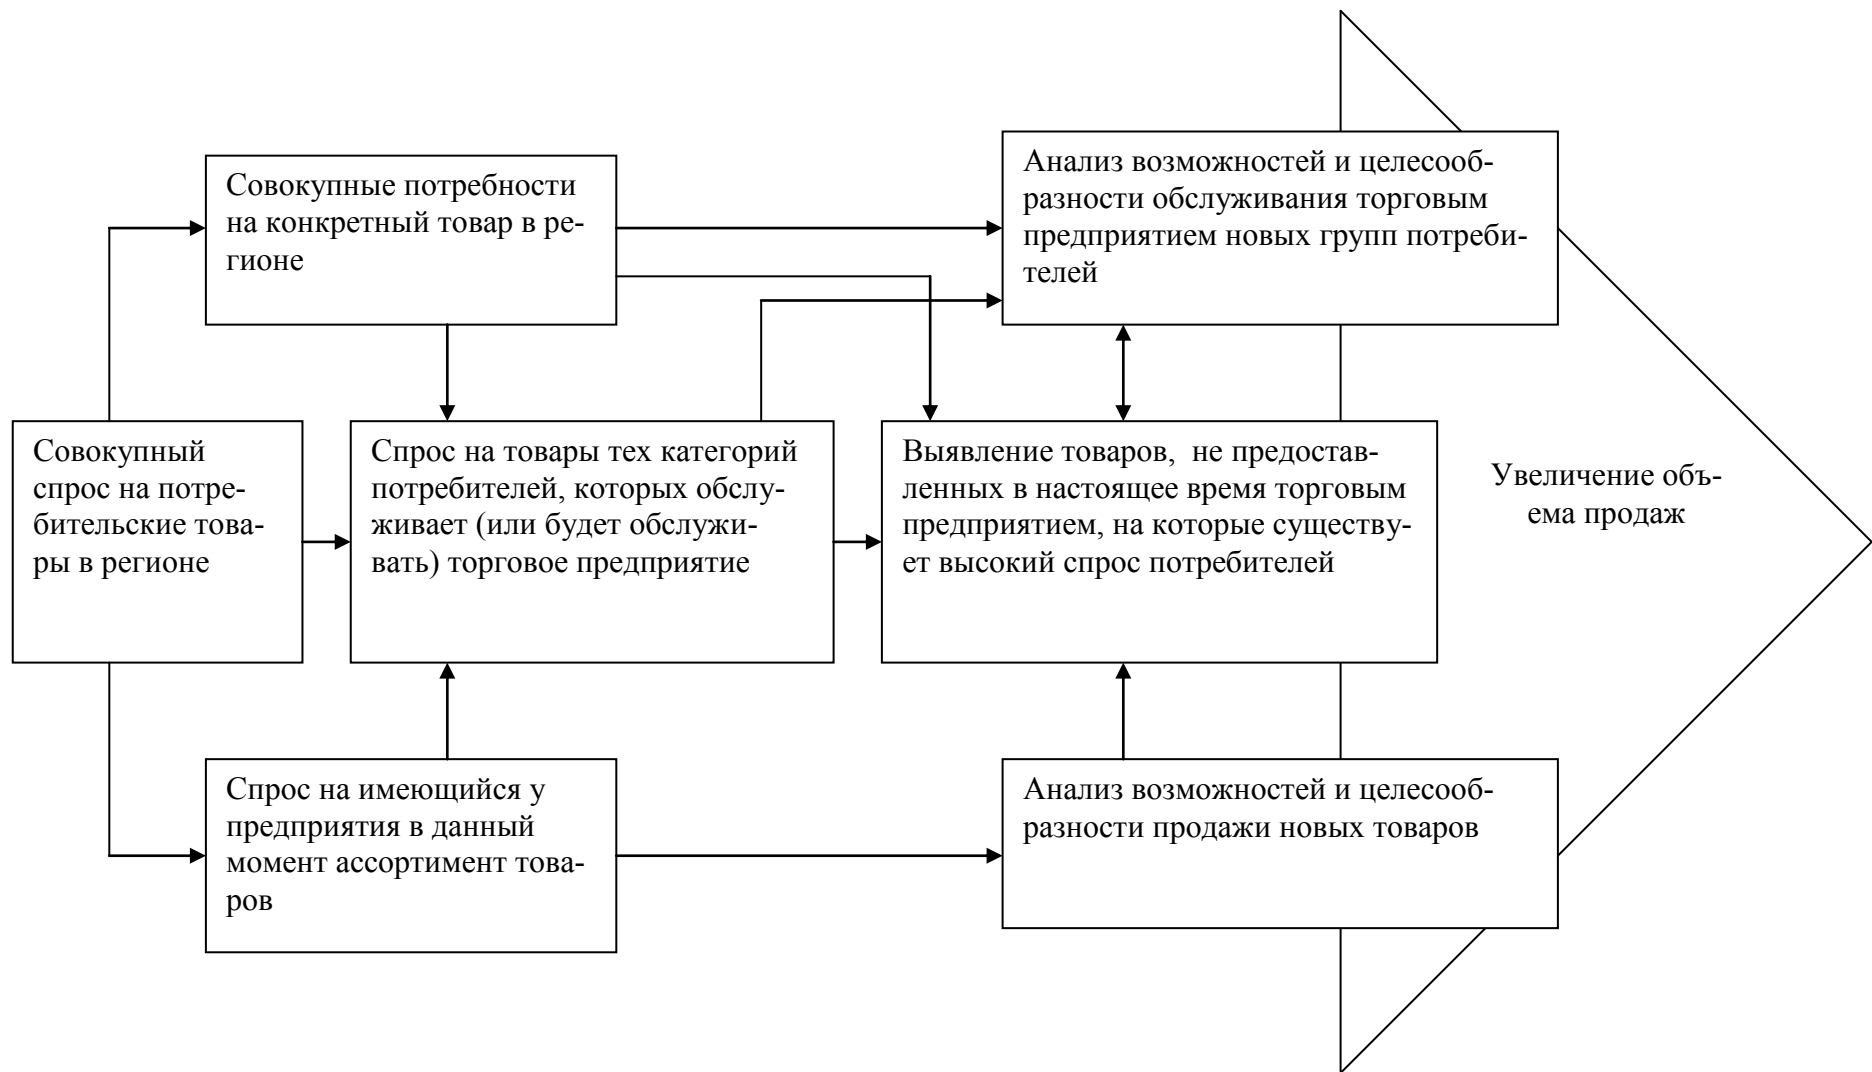 Совокупные потребности
на конкретный товар в ре-
гионе
Анализ возможностей и целесооб-
разности обслуживания торговым
предприятием новых групп потреби-
телей
Совокупный
спрос на потре-
бительские това-
ры в регионе
Спрос на товары тех категорий
потребителей, которых обслу-
живает (или будет обслужи-
вать) торговое предприятие
Выявление товаров,  не предостав-
ленных в настоящее время торговым
предприятием, на которые существу-
ет высокий спрос потребителей
Увеличение объ-
ема продаж
Спрос на имеющийся у
предприятия в данный
момент ассортимент това-
ров
Анализ возможностей и целесооб-
разности продажи новых товаров